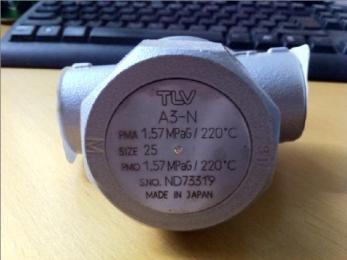 TLV
A3-N
PMA 1.57MPaG/220°C
SIZE 25
PMO 1.57MPaG/220°C
S.NO. ND73319
MADE IN JAPAN